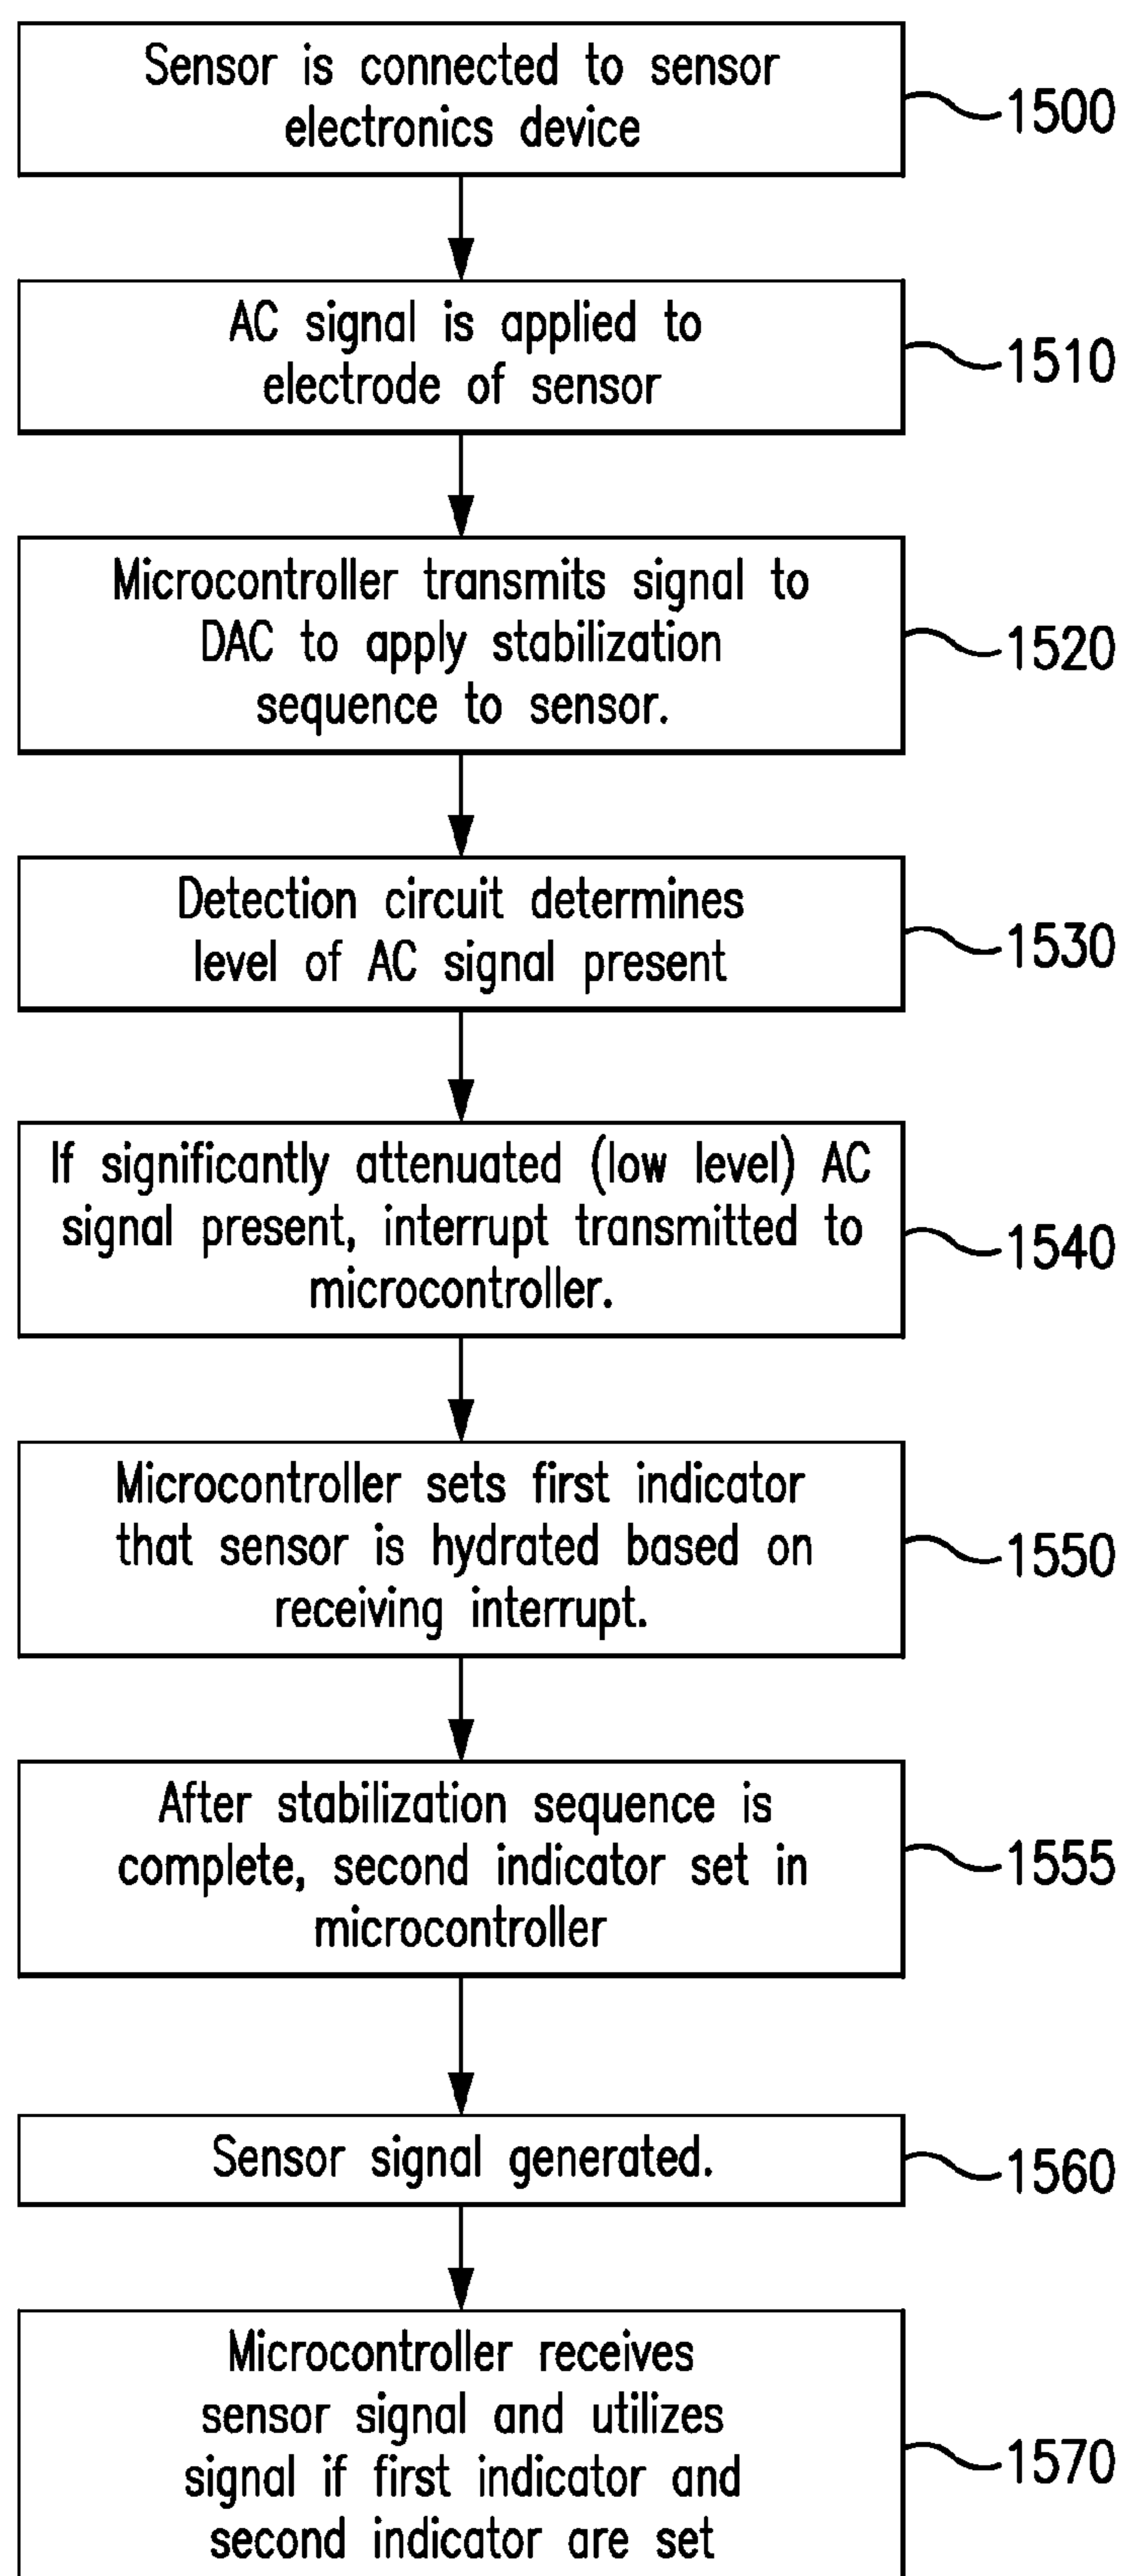 Sensor is connected to sensor
electronics device
1500
AC signal is applied to
electrode of sensor
1510
Microcontroller transmits signal to
DAC to apply stabilization
sequence to sensor.
1520
Detection circuit determines
level of AC signal present
1530
If significantly attenuated (low level) AC
signal present, interrupt transmitted to
microcontroller.
1540
Microcontroller sets first indicator
that sensor is hydrated based on
receiving interrupt.
1550
After stabilization sequence is
complete, second indicator set in
microcontroller
1555
Sensor signal generated.
1560
Microcontroller receives
sensor signal and utilizes
signal if first indicator and
second indicator are set
1570